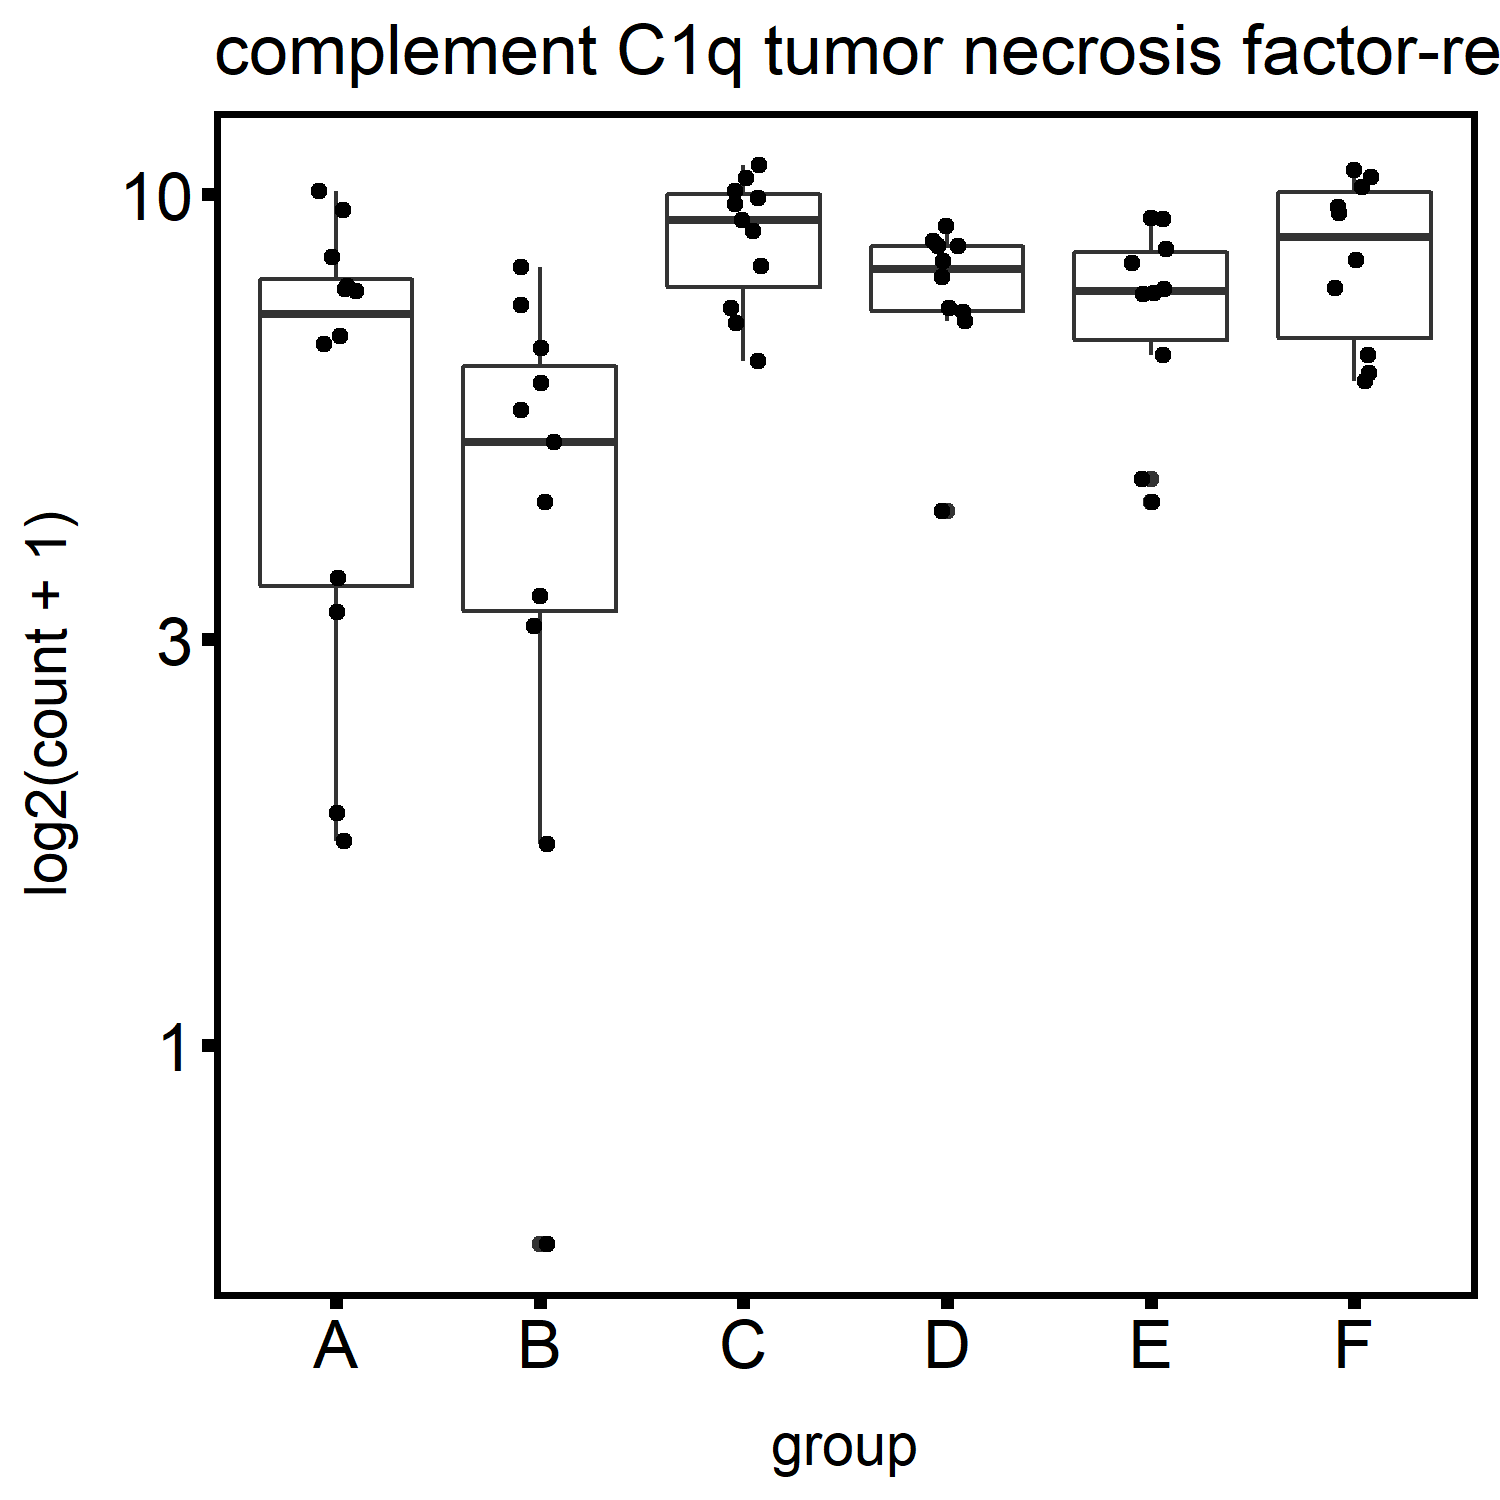 complement C1q tumor necrosis factor-re
log2(count + 1)
10
3
1
A B C D E F
group